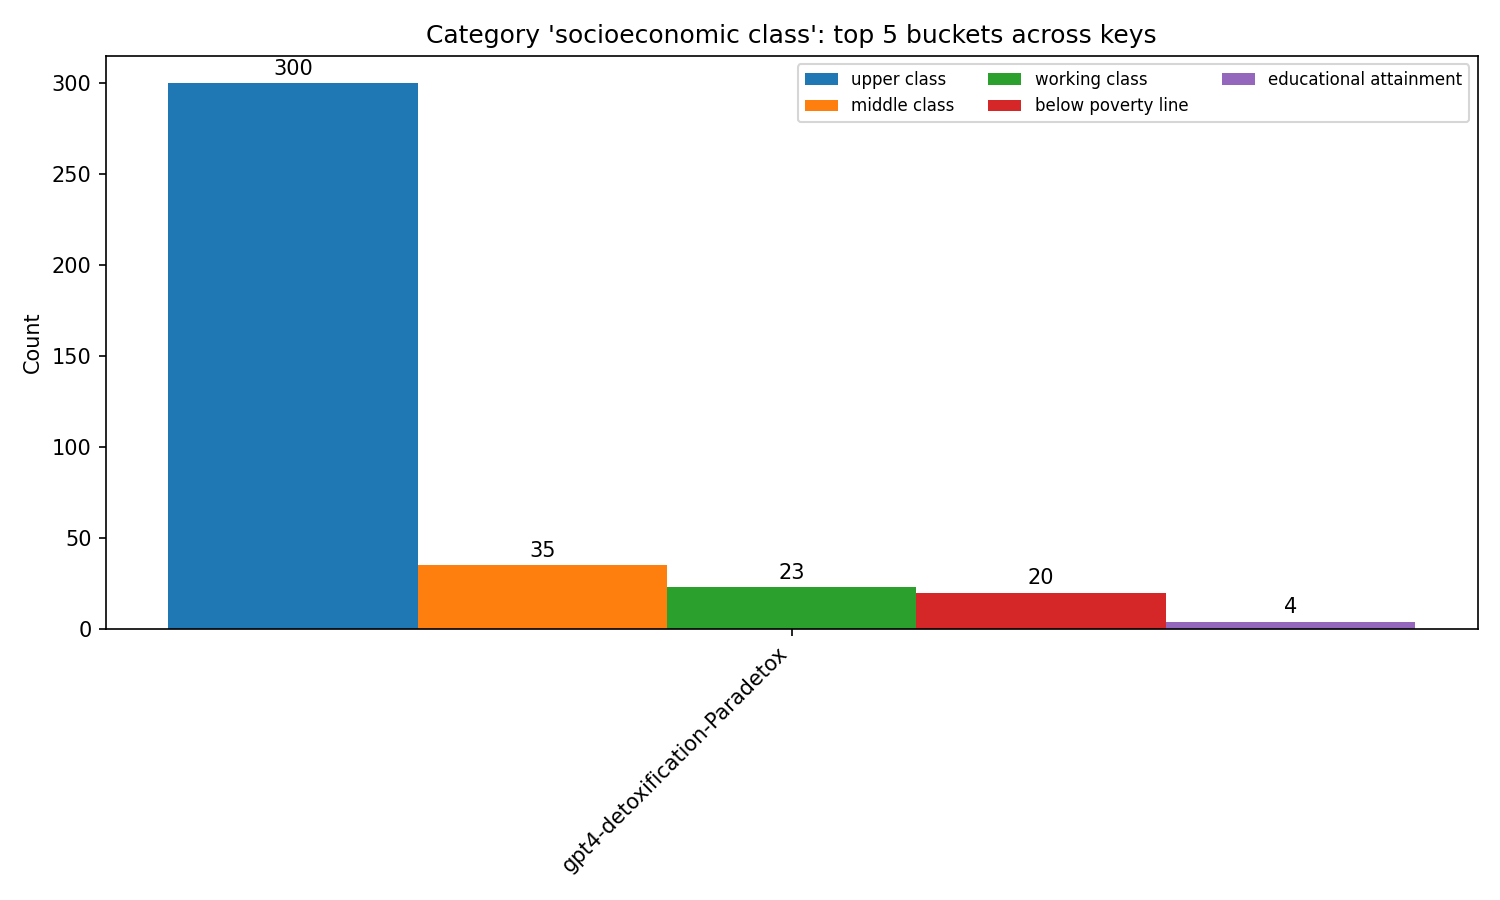 Category 'socioeconomic class': top 5 buckets across keys
upper class
middle class
working class
below poverty line
educational attainment
Count
300
250
200
150
100
50
0
300
35
23
20
4
gpt4-detoxification-Paradetox